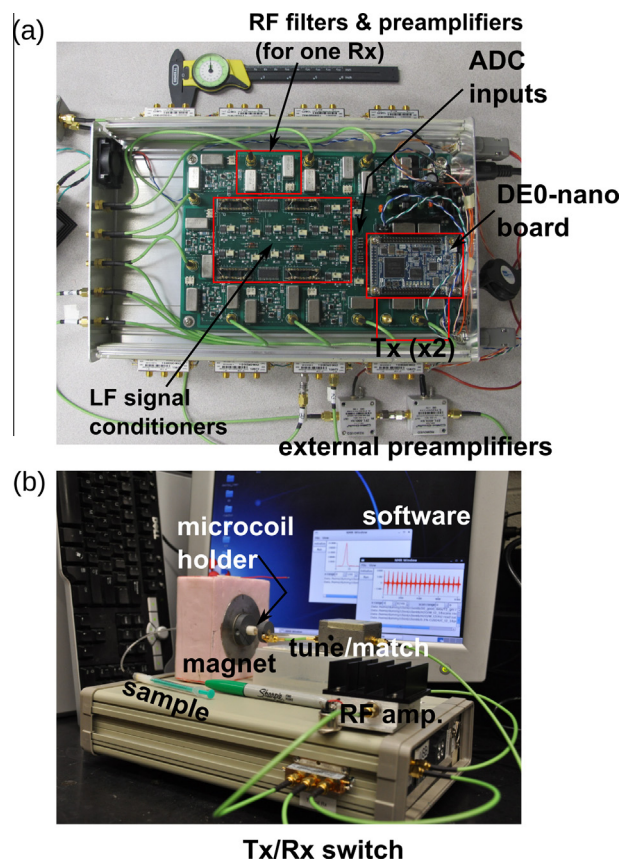 (a)
RF filters & preamplifiers
(for one Rx)
ADC
inputs
DE0-nano
board
Tx (x2)
LF signal
conditioners
external preamplifiers
(b)
software
microcoil
holder
tune/match
magnet
sample
Sharpie
RF amp.
Tx/Rx switch